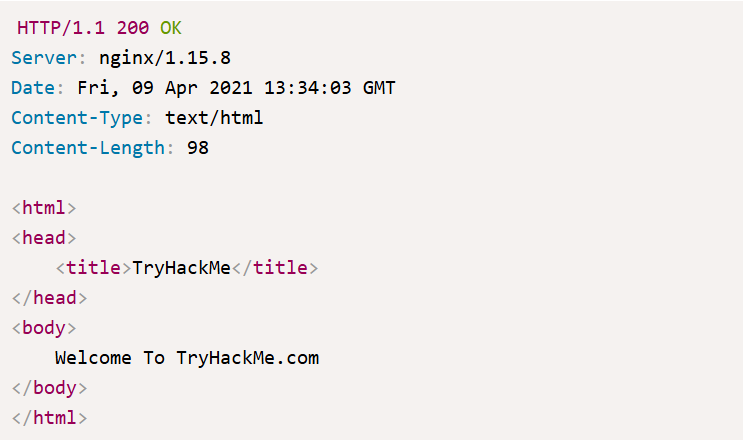 HTTP/1.1 200 OK
Server: nginx/1.15.8
Date: Fri, 09 Apr 2021 13:34:03 GMT
Content-Type: text/html
Content-Length: 98

<html>
<head>
    <title>TryHackMe</title>
</head>
<body>
    Welcome To TryHackMe.com
</body>
</html>